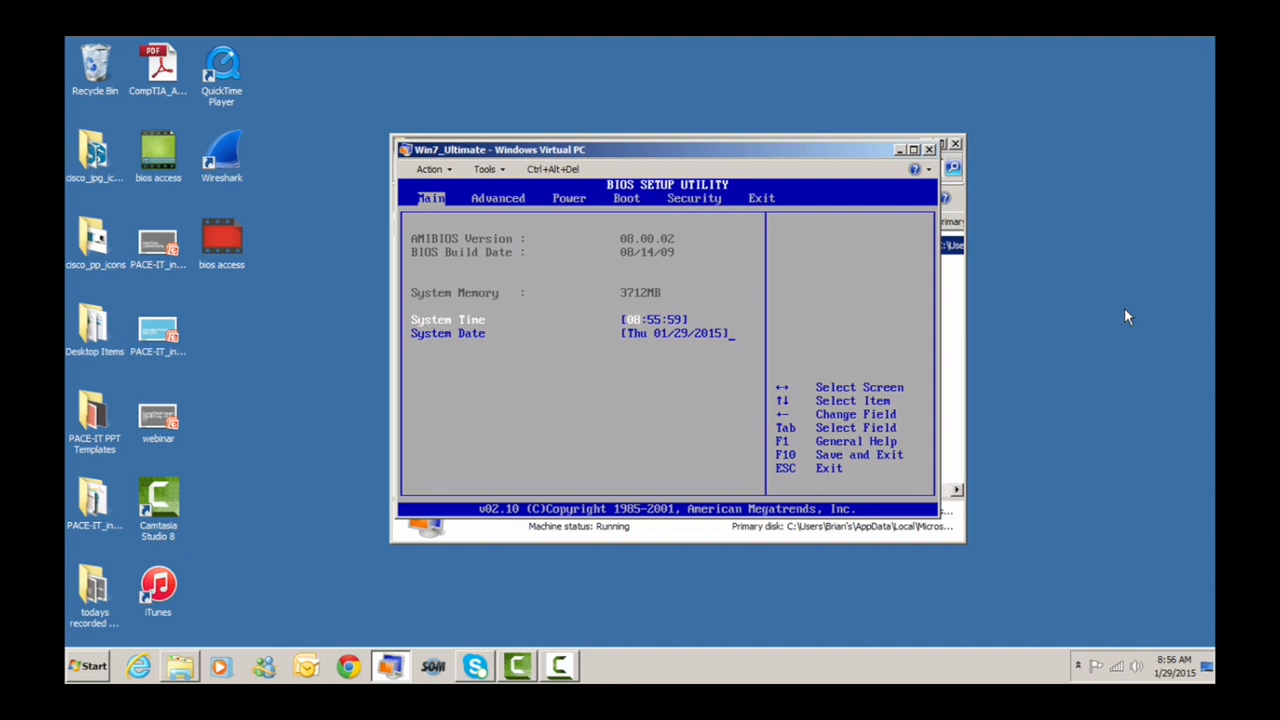 Recycle Bin
CompTIA_A...
QuickTime
Player
cisco_jpg_ic...
bios access
Wireshark
cisco_pp_icons
PACE-IT_in...
bios access
Desktop Items
PACE-IT_in...
PACE-IT PPT
Templates
webinar
PACE-IT_in...
Camtasia
Studio 8
todays
recorded ...
iTunes
Win7_Ultimate - Windows Virtual PC
Action Tools Ctrl+Alt+Del
BIOS SETUP UTILITY
Main Advanced Power Boot Security Exit
AMIBIOS Version : 08.00.02
BIOS Build Date : 08/14/09
System Memory : 3712MB
System Time [08:55:59]
System Date [Thu 01/29/2015]_
↔ Select Screen
↑↓ Select Item
+- Change Field
Tab Select Field
F1 General Help
F10 Save and Exit
ESC Exit
v02.10 (C)Copyright 1985-2001, American Megatrends, Inc.
Machine status: Running
Primary disk: C:\Users\Brian's\AppData\Local\Micros...
Start
SOM
8:56 AM
1/29/2015